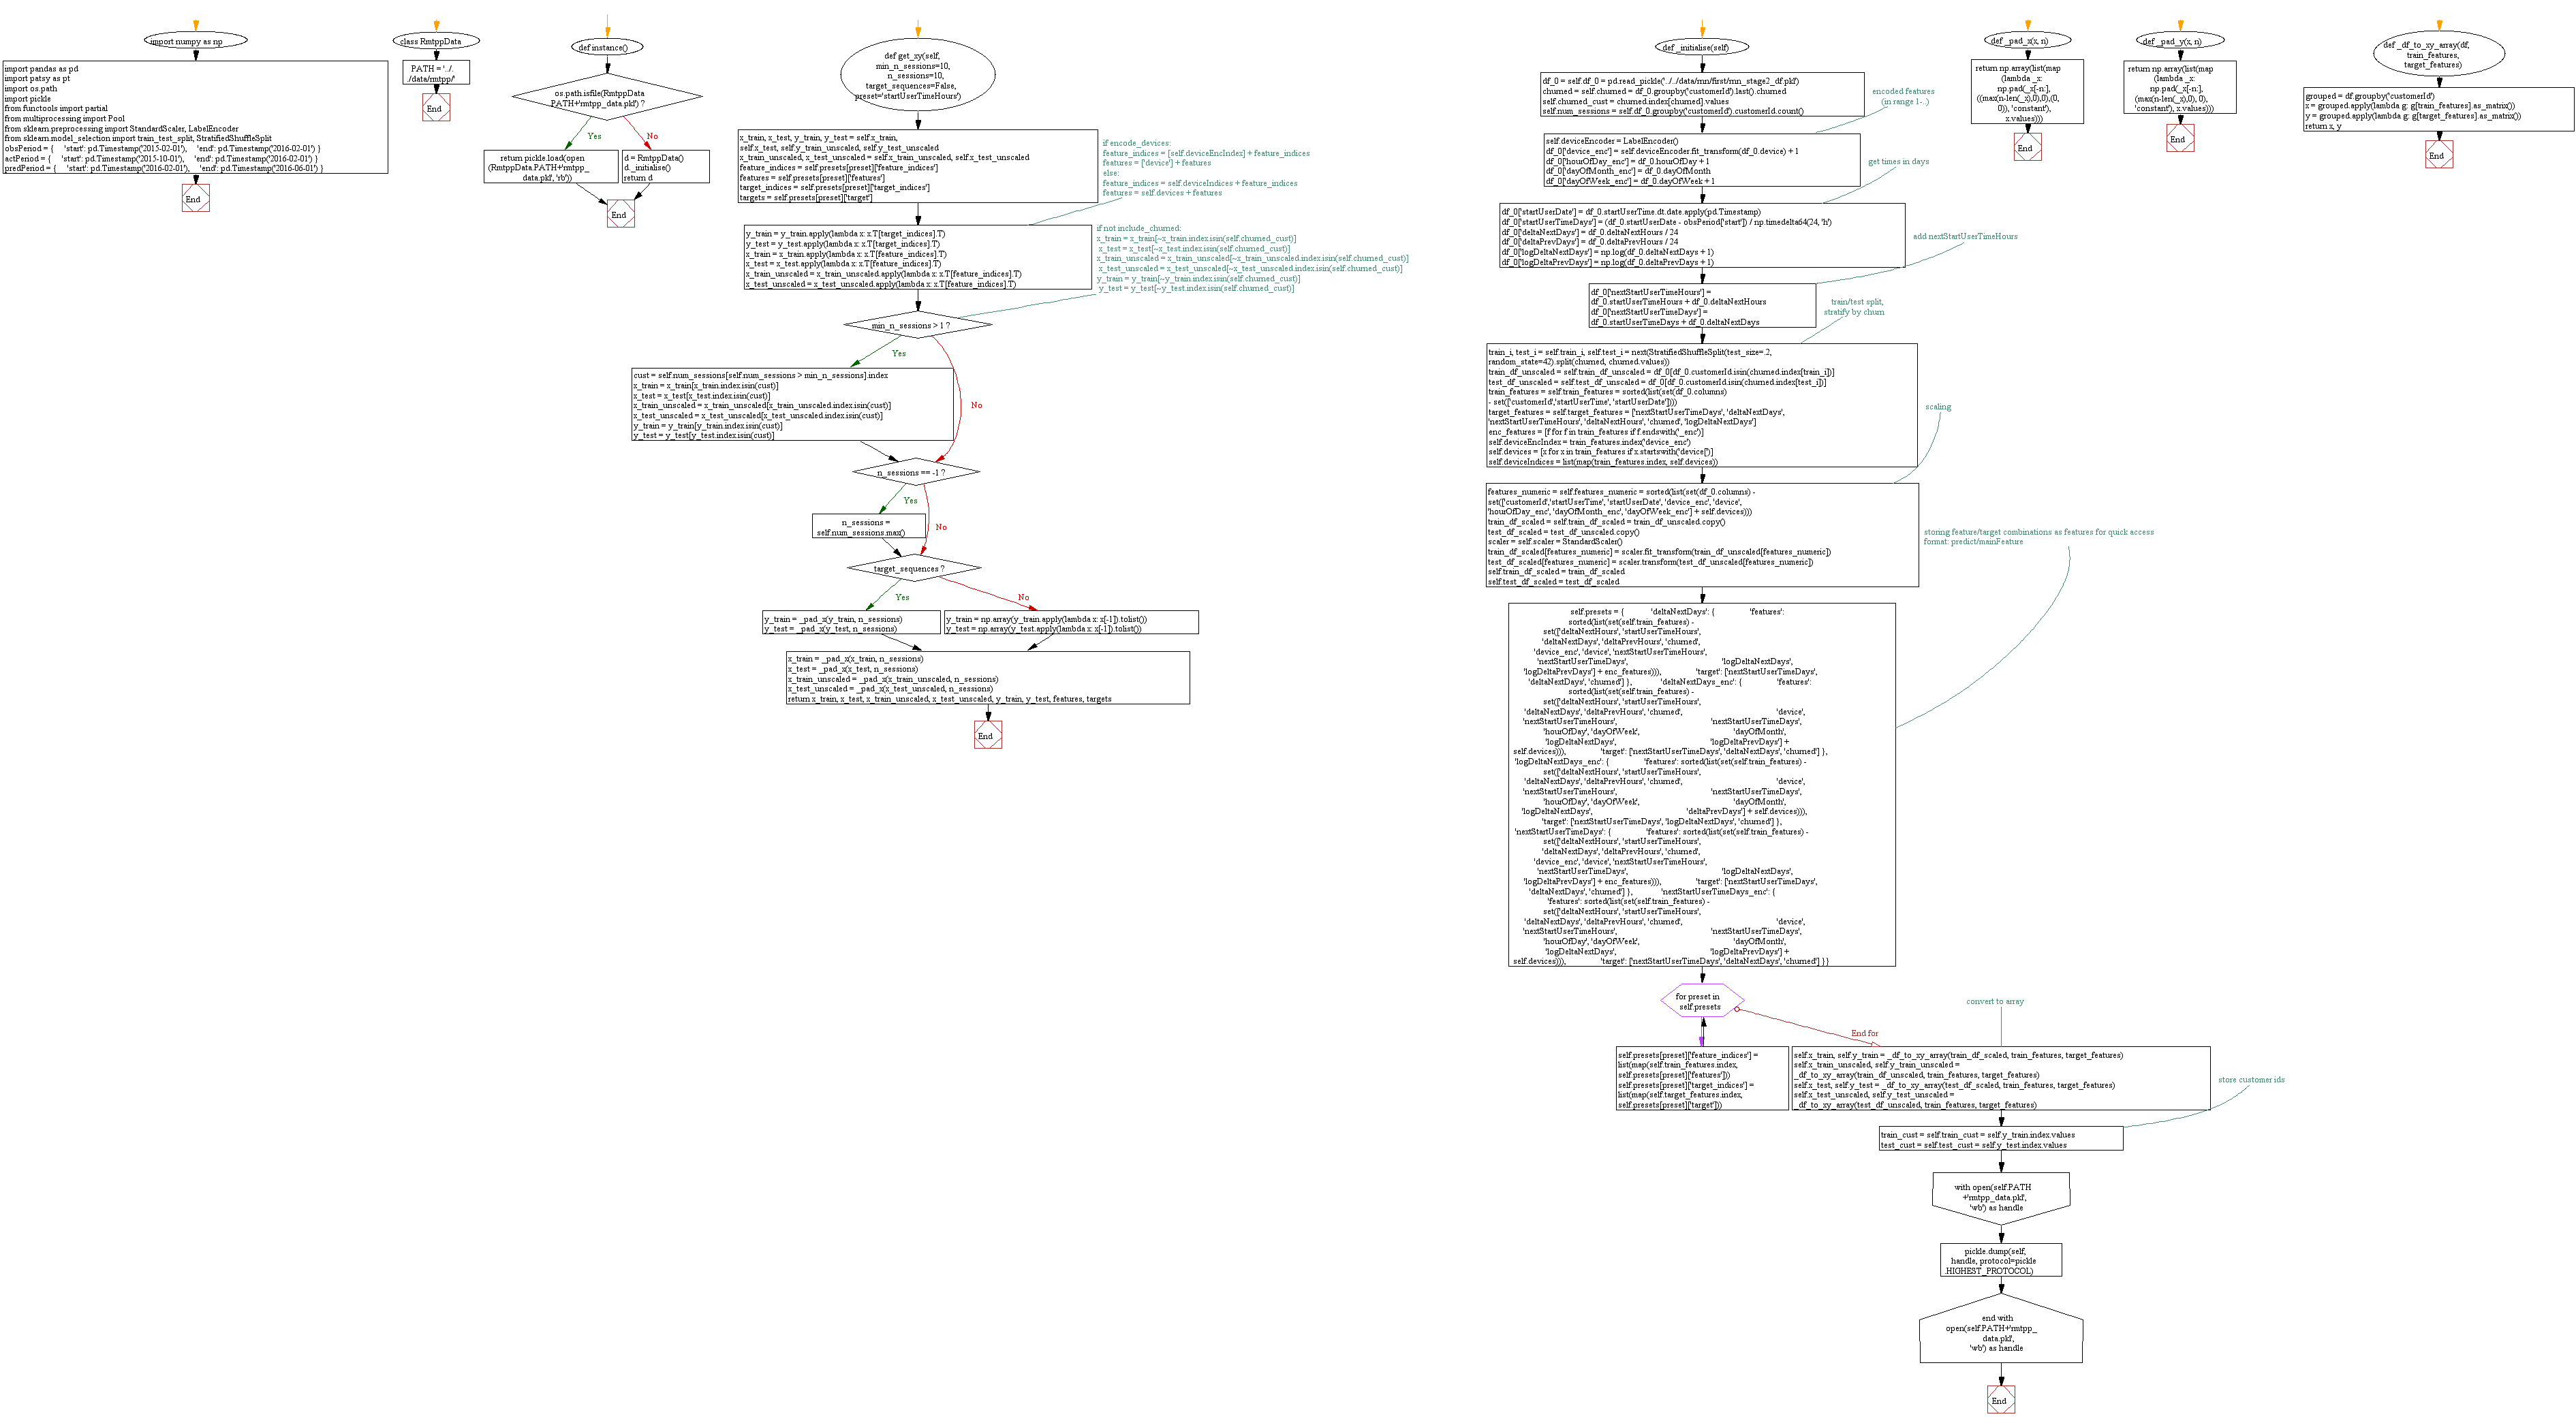 import numpy as np
import pandas as pd
import patsy as pt
import os.path
import pickle
from functools import partial
from multiprocessing import Pool
from sklearn.preprocessing import StandardScaler, LabelEncoder
from sklearn.model_selection import train_test_split, StratifiedShuffleSplit
obsPeriod = { 'start': pd.Timestamp('2015-02-01'), 'end': pd.Timestamp('2016-02-01') }
actPeriod = { 'start': pd.Timestamp('2015-10-01'), 'end': pd.Timestamp('2016-02-01') }
predPeriod = { 'start': pd.Timestamp('2016-02-01'), 'end': pd.Timestamp('2016-06-01') }
End
class RmtppData
PATH = '../.
./data/rmtpp/'
End
def instance()
os.path.isfile(RmtppData
.PATH+'rmtpp_data.pkl') ?
Yes
No
return pickle.load(open
(RmtppData.PATH+'rmtpp_
data.pkl', 'rb'))
d = RmtppData()
d._initialise()
return d
End
def get_xy(self,
min_n_sessions=10,
n_sessions=10,
target_sequences=False,
preset='startUserTimeHours')
x_train, x_test, y_train, y_test = self.x_train,
self.x_test, self.y_train_unscaled, self.y_test_unscaled
x_train_unscaled, x_test_unscaled = self.x_train_unscaled, self.x_test_unscaled
feature_indices = self.presets[preset]['feature_indices']
features = self.presets[preset]['features']
target_indices = self.presets[preset]['target_indices']
targets = self.presets[preset]['target']
if encode_devices:
feature_indices = [self.deviceEncIndex] + feature_indices
features = ['device'] + features
else:
feature_indices = self.deviceIndices + feature_indices
features = self.devices + features
y_train = y_train.apply(lambda x: x.T[target_indices].T)
y_test = y_test.apply(lambda x: x.T[target_indices].T)
x_train = x_train.apply(lambda x: x.T[feature_indices].T)
x_test = x_test.apply(lambda x: x.T[feature_indices].T)
x_train_unscaled = x_train_unscaled.apply(lambda x: x.T[feature_indices].T)
x_test_unscaled = x_test_unscaled.apply(lambda x: x.T[feature_indices].T)
if not include_churned:
x_train = x_train[~x_train.index.isin(self.churned_cust)]
x_test = x_test[~x_test.index.isin(self.churned_cust)]
x_train_unscaled = x_train_unscaled[~x_train_unscaled.index.isin(self.churned_cust)]
x_test_unscaled = x_test_unscaled[~x_test_unscaled.index.isin(self.churned_cust)]
y_train = y_train[~y_train.index.isin(self.churned_cust)]
y_test = y_test[~y_test.index.isin(self.churned_cust)]
min_n_sessions > 1 ?
Yes
No
cust = self.num_sessions[self.num_sessions > min_n_sessions].index
x_train = x_train[x_train.index.isin(cust)]
x_test = x_test[x_test.index.isin(cust)]
x_train_unscaled = x_train_unscaled[x_train_unscaled.index.isin(cust)]
x_test_unscaled = x_test_unscaled[x_test_unscaled.index.isin(cust)]
y_train = y_train[y_train.index.isin(cust)]
y_test = y_test[y_test.index.isin(cust)]
n_sessions == -1 ?
Yes
No
n_sessions =
self.num_sessions.max()
target_sequences ?
Yes
No
y_train = _pad_x(y_train, n_sessions)
y_test = _pad_x(y_test, n_sessions)
y_train = np.array(y_train.apply(lambda x: x[-1]).tolist())
y_test = np.array(y_test.apply(lambda x: x[-1]).tolist())
x_train = _pad_x(x_train, n_sessions)
x_test = _pad_x(x_test, n_sessions)
x_train_unscaled = _pad_x(x_train_unscaled, n_sessions)
x_test_unscaled = _pad_x(x_test_unscaled, n_sessions)
return x_train, x_test, x_train_unscaled, x_test_unscaled, y_train, y_test, features, targets
End
def _initialise(self)
df_0 = self.df_0 = pd.read_pickle('../../data/rnn/first/rnn_stage2_df.pkl')
churned = self.churned = df_0.groupby('customerId').last().churned
self.churned_cust = churned.index[churned].values
self.num_sessions = self.df_0.groupby('customerId').customerId.count()
encoded features
(in range 1-..)
self.deviceEncoder = LabelEncoder()
df_0['device_enc'] = self.deviceEncoder.fit_transform(df_0.device) + 1
df_0['hourOfDay_enc'] = df_0.hourOfDay + 1
df_0['dayOfMonth_enc'] = df_0.dayOfMonth
df_0['dayOfWeek_enc'] = df_0.dayOfWeek + 1
get times in days
df_0['startUserDate'] = df_0.startUserTime.dt.date.apply(pd.Timestamp)
df_0['startUserTimeDays'] = (df_0.startUserDate - obsPeriod['start']) / np.timedelta64(24, 'h')
df_0['deltaNextDays'] = df_0.deltaNextHours / 24
df_0['deltaPrevDays'] = df_0.deltaPrevHours / 24
df_0['logDeltaNextDays'] = np.log(df_0.deltaNextDays + 1)
df_0['logDeltaPrevDays'] = np.log(df_0.deltaPrevDays + 1)
add nextStartUserTimeHours
df_0['nextStartUserTimeHours'] =
df_0.startUserTimeHours + df_0.deltaNextHours
df_0['nextStartUserTimeDays'] =
df_0.startUserTimeDays + df_0.deltaNextDays
train/test split,
stratify by churn
train_i, test_i = self.train_i, self.test_i = next(StratifiedShuffleSplit(test_size=.2,
random_state=42).split(churned, churned.values))
train_df_unscaled = self.train_df_unscaled = df_0[df_0.customerId.isin(churned.index[train_i])]
test_df_unscaled = self.test_df_unscaled = df_0[df_0.customerId.isin(churned.index[test_i])]
train_features = self.train_features = sorted(list(set(df_0.columns)
- set(['customerId','startUserTime', 'startUserDate'])))
target_features = self.target_features = ['nextStartUserTimeDays', 'deltaNextDays',
'nextStartUserTimeHours', 'deltaNextHours', 'churned', 'logDeltaNextDays']
enc_features = [f for f in train_features if f.endswith('_enc')]
self.deviceEncIndex = train_features.index('device_enc')
self.devices = [x for x in train_features if x.startswith('device[')]
self.deviceIndices = list(map(train_features.index, self.devices))
scaling
features_numeric = self.features_numeric = sorted(list(set(df_0.columns) -
set(['customerId','startUserTime', 'startUserDate', 'device_enc', 'device',
'hourOfDay_enc', 'dayOfMonth_enc', 'dayOfWeek_enc'] + self.devices)))
train_df_scaled = self.train_df_scaled = train_df_unscaled.copy()
test_df_scaled = test_df_unscaled.copy()
scaler = self.scaler = StandardScaler()
train_df_scaled[features_numeric] = scaler.fit_transform(train_df_unscaled[features_numeric])
test_df_scaled[features_numeric] = scaler.transform(test_df_unscaled[features_numeric])
self.train_df_scaled = train_df_scaled
self.test_df_scaled = test_df_scaled
storing feature/target combinations as features for quick access
format: predict/mainFeature
self.presets = { 'deltaNextDays': { 'features':
sorted(list(set(self.train_features) -
set(['deltaNextHours', 'startUserTimeHours',
'deltaNextDays', 'deltaPrevHours', 'churned',
'device_enc', 'device', 'nextStartUserTimeHours',
'nextStartUserTimeDays', 'logDeltaNextDays',
'logDeltaPrevDays'] + enc_features))), 'target': ['nextStartUserTimeDays',
'deltaNextDays', 'churned'] }, 'deltaNextDays_enc': { 'features':
sorted(list(set(self.train_features) -
set(['deltaNextHours', 'startUserTimeHours',
'deltaNextDays', 'deltaPrevHours', 'churned', 'device',
'nextStartUserTimeHours', 'nextStartUserTimeDays',
'hourOfDay', 'dayOfWeek', 'dayOfMonth',
'logDeltaNextDays', 'logDeltaPrevDays'] +
self.devices))), 'target': ['nextStartUserTimeDays', 'deltaNextDays', 'churned'] },
'logDeltaNextDays_enc': { 'features': sorted(list(set(self.train_features) -
set(['deltaNextHours', 'startUserTimeHours',
'deltaNextDays', 'deltaPrevHours', 'churned', 'device',
'nextStartUserTimeHours', 'nextStartUserTimeDays',
'hourOfDay', 'dayOfWeek', 'dayOfMonth',
'logDeltaNextDays', 'deltaPrevDays'] + self.devices))),
'target': ['nextStartUserTimeDays', 'logDeltaNextDays', 'churned'] },
'nextStartUserTimeDays': { 'features': sorted(list(set(self.train_features) -
set(['deltaNextHours', 'startUserTimeHours',
'deltaNextDays', 'deltaPrevHours', 'churned',
'device_enc', 'device', 'nextStartUserTimeHours',
'nextStartUserTimeDays', 'logDeltaNextDays',
'logDeltaPrevDays'] + enc_features))), 'target': ['nextStartUserTimeDays',
'deltaNextDays', 'churned'] }, 'nextStartUserTimeDays_enc': {
'features': sorted(list(set(self.train_features) -
set(['deltaNextHours', 'startUserTimeHours',
'deltaNextDays', 'deltaPrevHours', 'churned', 'device',
'nextStartUserTimeHours', 'nextStartUserTimeDays',
'hourOfDay', 'dayOfWeek', 'dayOfMonth',
'logDeltaNextDays', 'logDeltaPrevDays'] +
self.devices))), 'target': ['nextStartUserTimeDays', 'deltaNextDays', 'churned'] }}
for preset in
self.presets
End for
convert to array
self.presets[preset]['feature_indices'] =
list(map(self.train_features.index,
self.presets[preset]['features']))
self.presets[preset]['target_indices'] =
list(map(self.target_features.index,
self.presets[preset]['target']))
self.x_train, self.y_train = _df_to_xy_array(train_df_scaled, train_features, target_features)
self.x_train_unscaled, self.y_train_unscaled =
_df_to_xy_array(train_df_unscaled, train_features, target_features)
self.x_test, self.y_test = _df_to_xy_array(test_df_scaled, train_features, target_features)
self.x_test_unscaled, self.y_test_unscaled =
_df_to_xy_array(test_df_unscaled, train_features, target_features)
store customer ids
train_cust = self.train_cust = self.y_train.index.values
test_cust = self.test_cust = self.y_test.index.values
with open(self.PATH
+'rmtpp_data.pkl',
'wb') as handle
pickle.dump(self,
handle, protocol=pickle
.HIGHEST_PROTOCOL)
end with
open(self.PATH+'rmtpp_
data.pkl',
'wb') as handle
End
def _pad_x(x, n)
return np.array(list(map
(lambda _x:
np.pad(_x[-n:],
((max(n-len(_x),0),0),(0,
0)), 'constant'),
x.values)))
End
def _pad_y(x, n)
return np.array(list(map
(lambda _x:
np.pad(_x[-n:],
(max(n-len(_x),0), 0),
'constant'), x.values)))
End
def _df_to_xy_array(df,
train_features,
target_features)
grouped = df.groupby('customerId')
x = grouped.apply(lambda g: g[train_features].as_matrix())
y = grouped.apply(lambda g: g[target_features].as_matrix())
return x, y
End